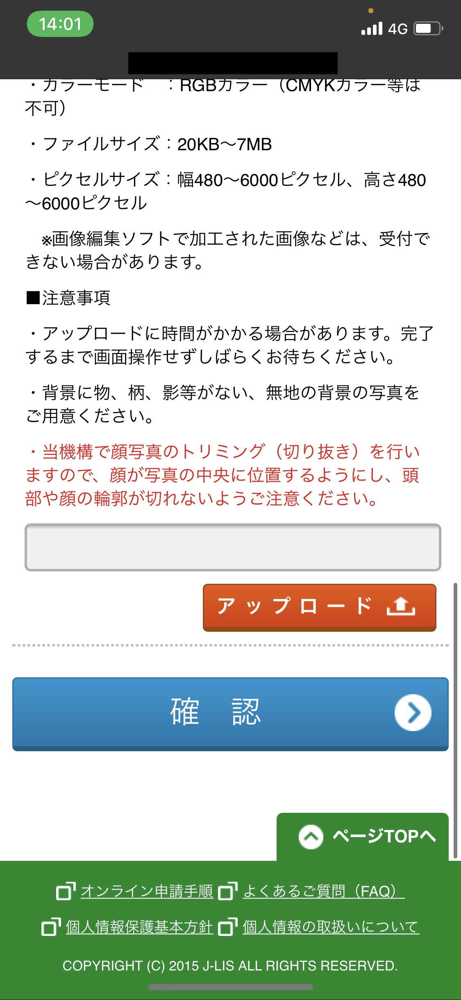 14:01
4G
・カラーモード　：RGBカラー（CMYKカラー等は
不可）
・ファイルサイズ：20KB〜7MB
・ピクセルサイズ：幅480〜6000ピクセル、高さ480
〜6000ピクセル
※画像編集ソフトで加工された画像などは、受付で
きない場合があります。
■注意事項
・アップロードに時間がかかる場合があります。完了
するまで画面操作せずしばらくお待ちください。
・背景に物、柄、影等がない、無地の背景の写真を
ご用意ください。
・当機構で顔写真のトリミング（切り抜き）を行い
ますので、顔が写真の中央に位置するようにし、頭
部や顔の輪郭が切れないようご注意ください。
アップロード
確　認
ページTOPへ
オンライン申請手順 よくあるご質問（FAQ）
個人情報保護基本方針 個人情報の取扱いについて
COPYRIGHT (C) 2015 J-LIS ALL RIGHTS RESERVED.